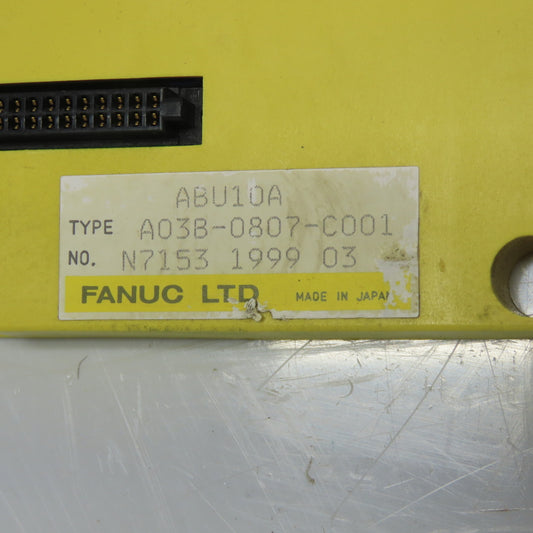 ABU10A
TYPE A03B-0807-C001
NO. N7153 1999 03
FANUC LTD MADE IN JAPAN